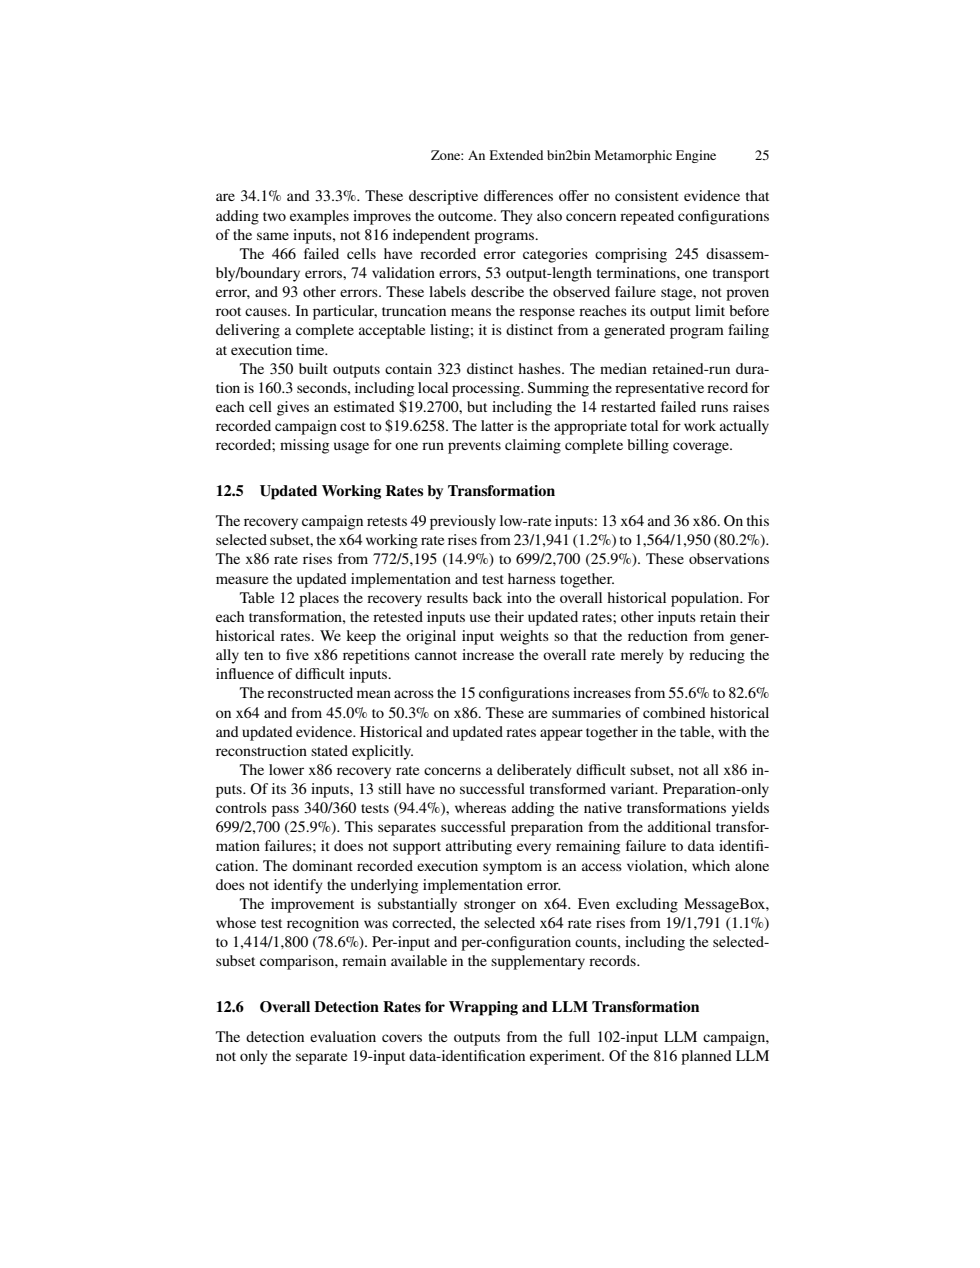 Zone: An Extended bin2bin Metamorphic Engine 25
are 34.1% and 33.3%. These descriptive differences offer no consistent evidence that
adding two examples improves the outcome. They also concern repeated configurations
of the same inputs, not 816 independent programs.
The 466 failed cells have recorded error categories comprising 245 disassem-
bly/boundary errors, 74 validation errors, 53 output-length terminations, one transport
error, and 93 other errors. These labels describe the observed failure stage, not proven
root causes. In particular, truncation means the response reaches its output limit before
delivering a complete acceptable listing; it is distinct from a generated program failing
at execution time.
The 350 built outputs contain 323 distinct hashes. The median retained-run dura-
tion is 160.3 seconds, including local processing. Summing the representative record for
each cell gives an estimated $19.2700, but including the 14 restarted failed runs raises
recorded campaign cost to $19.6258. The latter is the appropriate total for work actually
recorded; missing usage for one run prevents claiming complete billing coverage.
12.5 Updated Working Rates by Transformation
The recovery campaign retests 49 previously low-rate inputs: 13 x64 and 36 x86. On this
selected subset, the x64 working rate rises from 23/1,941 (1.2%) to 1,564/1,950 (80.2%).
The x86 rate rises from 772/5,195 (14.9%) to 699/2,700 (25.9%). These observations
measure the updated implementation and test harness together.
Table 12 places the recovery results back into the overall historical population. For
each transformation, the retested inputs use their updated rates; other inputs retain their
historical rates. We keep the original input weights so that the reduction from gener-
ally ten to five x86 repetitions cannot increase the overall rate merely by reducing the
influence of difficult inputs.
The reconstructed mean across the 15 configurations increases from 55.6% to 82.6%
on x64 and from 45.0% to 50.3% on x86. These are summaries of combined historical
and updated evidence. Historical and updated rates appear together in the table, with the
reconstruction stated explicitly.
The lower x86 recovery rate concerns a deliberately difficult subset, not all x86 in-
puts. Of its 36 inputs, 13 still have no successful transformed variant. Preparation-only
controls pass 340/360 tests (94.4%), whereas adding the native transformations yields
699/2,700 (25.9%). This separates successful preparation from the additional transfor-
mation failures; it does not support attributing every remaining failure to data identifi-
cation. The dominant recorded execution symptom is an access violation, which alone
does not identify the underlying implementation error.
The improvement is substantially stronger on x64. Even excluding MessageBox,
whose test recognition was corrected, the selected x64 rate rises from 19/1,791 (1.1%)
to 1,414/1,800 (78.6%). Per-input and per-configuration counts, including the selected-
subset comparison, remain available in the supplementary records.
12.6 Overall Detection Rates for Wrapping and LLM Transformation
The detection evaluation covers the outputs from the full 102-input LLM campaign,
not only the separate 19-input data-identification experiment. Of the 816 planned LLM